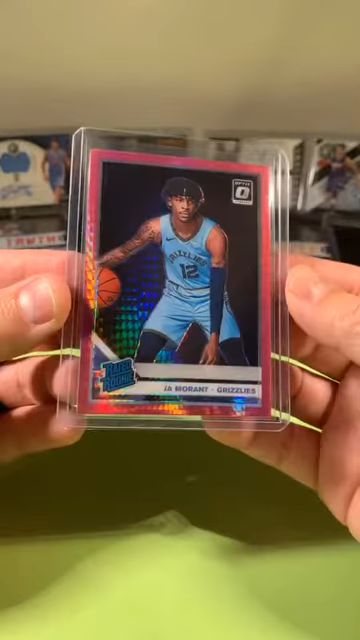 OPTIC
GRIZZLIES
12
RATED
ROOKIE
JA MORANT - GRIZZLIES